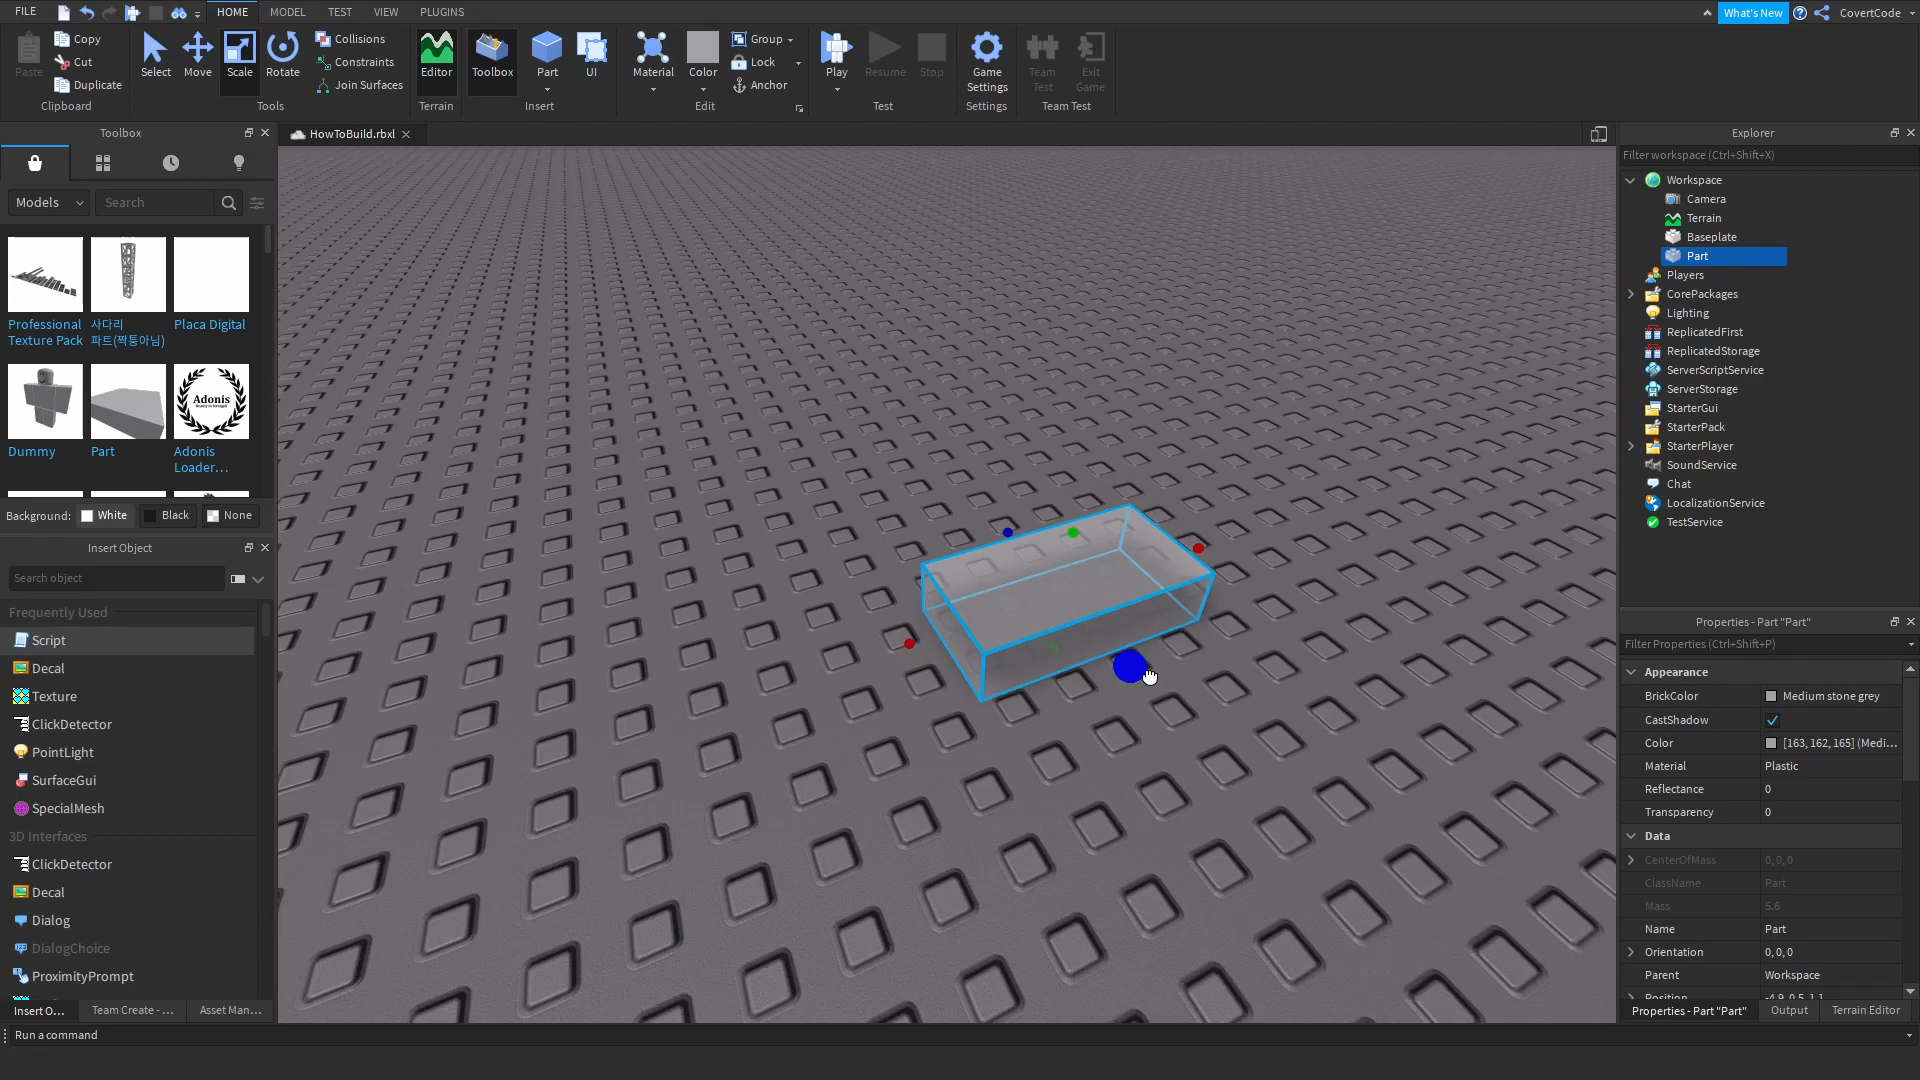 FILE HOME MODEL TEST VIEW PLUGINS What's New CovertCode
Paste Copy Cut Duplicate Clipboard
Select Move Scale Rotate Collisions Constraints Join Surfaces Tools
Editor Terrain
Toolbox Part UI Insert
Material Color Group Lock Anchor Edit
Play Resume Stop Test
Game Settings Settings
Team Test Exit Game Team Test
Toolbox
HowToBuild.rbxl
Models Search
Professional Texture Pack
사다리 파트(짝퉁아님)
Placa Digital
Dummy
Part
Adonis
Adonis Loader...
Background: White Black None
Insert Object
Search object
Frequently Used
Script
Decal
Texture
ClickDetector
PointLight
SurfaceGui
SpecialMesh
3D Interfaces
ClickDetector
Decal
Dialog
DialogChoice
ProximityPrompt
Insert O... Team Create - ... Asset Man...
Run a command
Explorer
Filter workspace (Ctrl+Shift+X)
Workspace
Camera
Terrain
Baseplate
Part
Players
CorePackages
Lighting
ReplicatedFirst
ReplicatedStorage
ServerScriptService
ServerStorage
StarterGui
StarterPack
StarterPlayer
SoundService
Chat
LocalizationService
TestService
Properties - Part "Part"
Filter Properties (Ctrl+Shift+P)
Appearance
BrickColor Medium stone grey
CastShadow
Color [163, 162, 165] (Medi...
Material Plastic
Reflectance 0
Transparency 0
Data
CenterOfMass 0, 0, 0
ClassName Part
Mass 5.6
Name Part
Orientation 0, 0, 0
Parent Workspace
Position -4.9, 0.5, 1.1
Properties - Part "Part" Output Terrain Editor